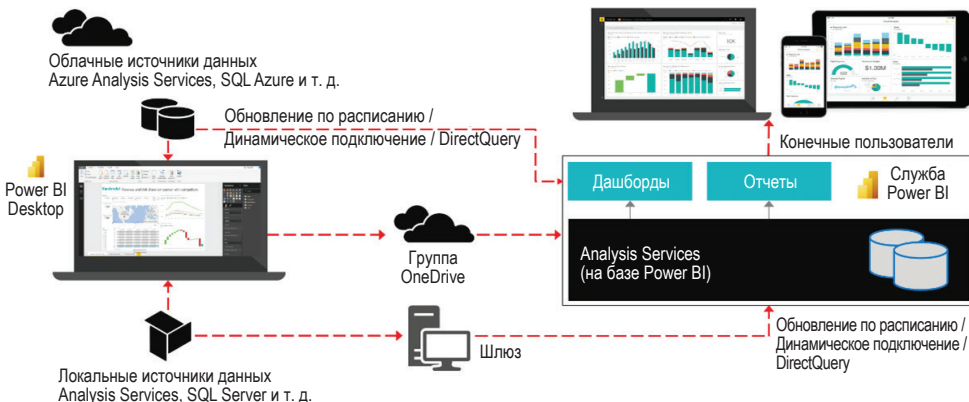 Облачные источники данных
Azure Analysis Services, SQL Azure и т. д.
Обновление по расписанию /
Динамическое подключение / DirectQuery
Конечные пользователи
Power BI
Desktop
Дашборды
Отчеты
Служба
Power BI
Группа
OneDrive
Analysis Services
(на базе Power BI)
Шлюз
Обновление по расписанию /
Динамическое подключение /
DirectQuery
Локальные источники данных
Analysis Services, SQL Server и т. д.